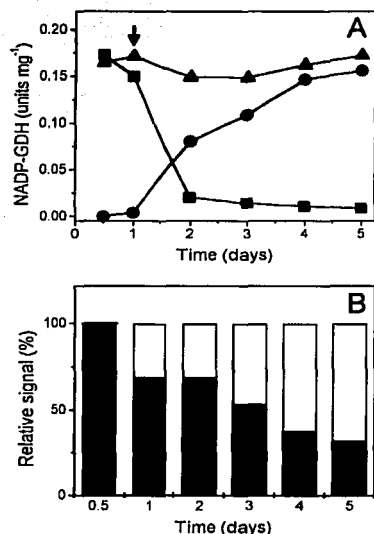 A
NADP-GDH (units mg⁻¹)
0.20
0.15
0.10
0.05
0.00
0 1 2 3 4 5
Time (days)
B
Relative signal (%)
100
50
0
0.5 1 2 3 4 5
Time (days)